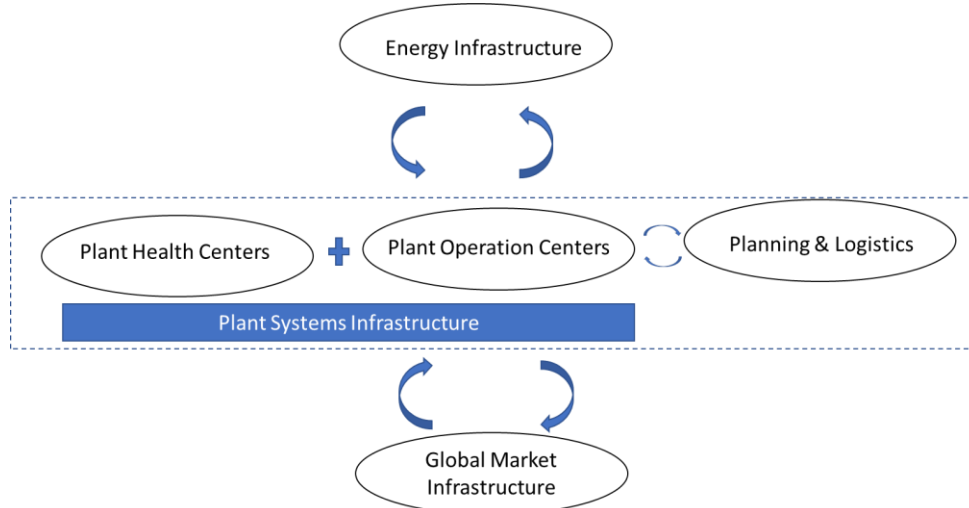 Energy Infrastructure
Plant Health Centers
Plant Operation Centers
Planning & Logistics
Plant Systems Infrastructure
Global Market
Infrastructure